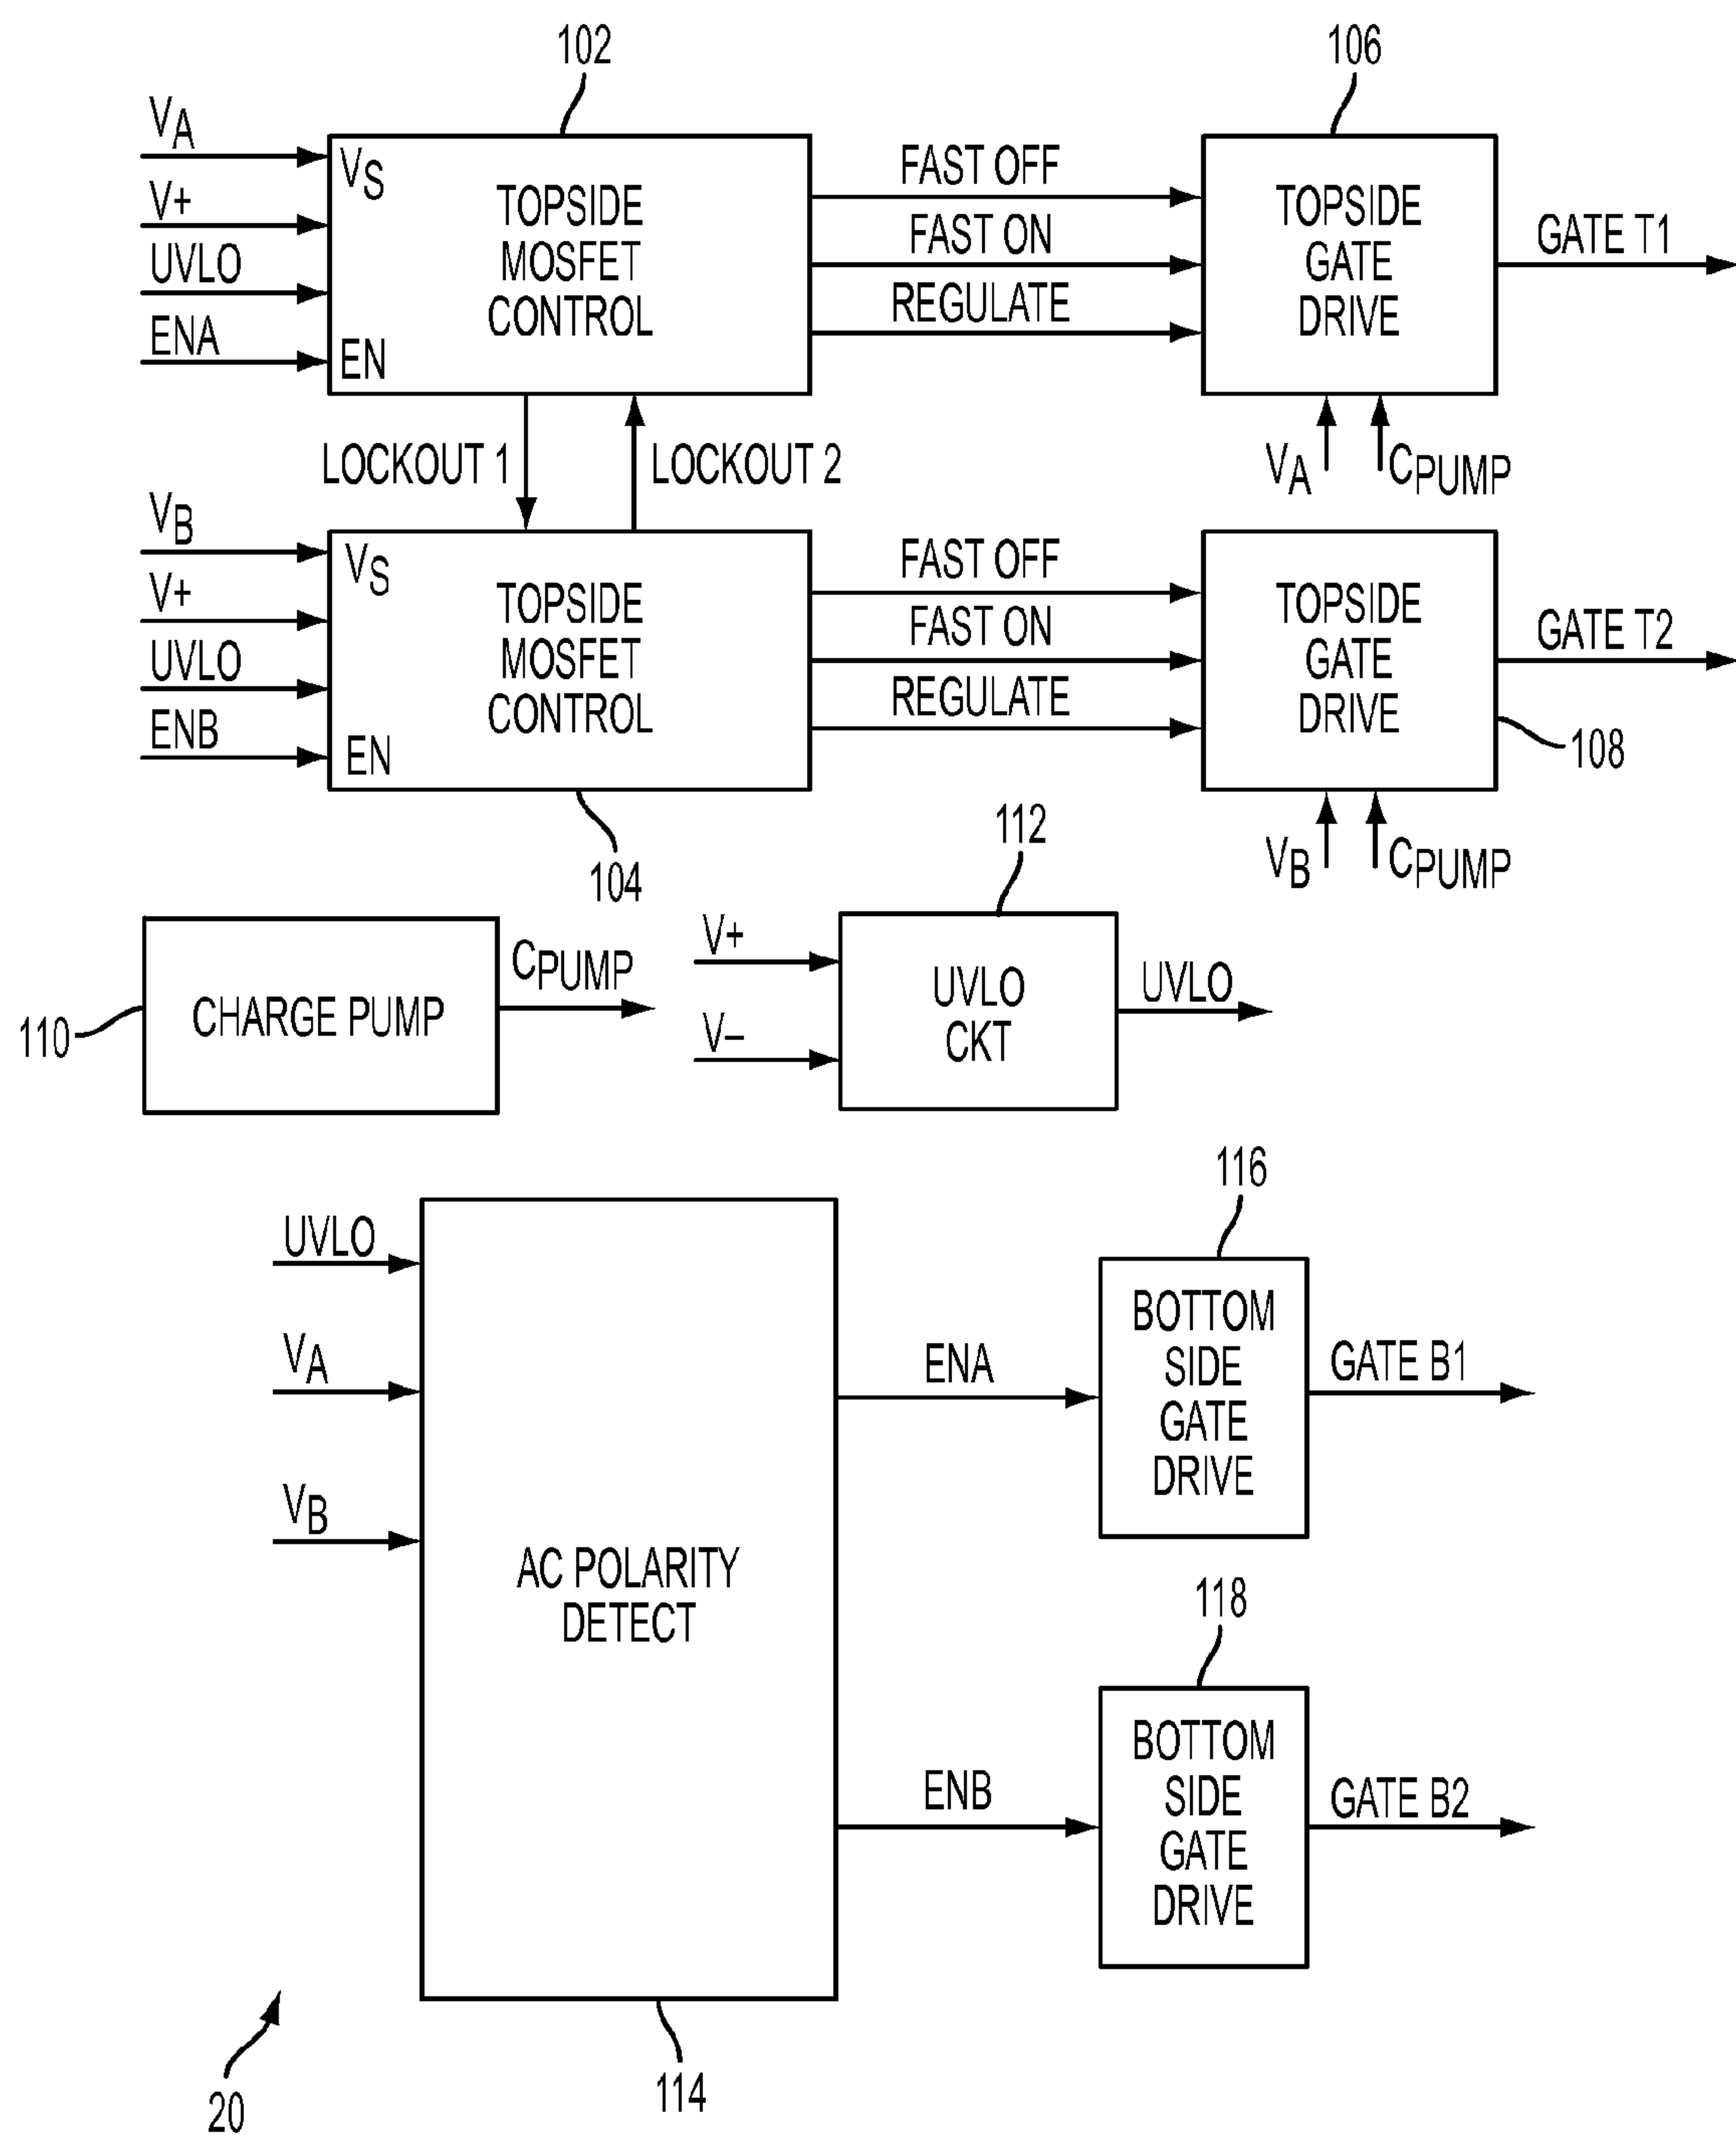 102
106
VA
V+
UVLO
ENA
VS
EN
TOPSIDE
MOSFET
CONTROL
FAST OFF
FAST ON
REGULATE
TOPSIDE
GATE
DRIVE
GATE T1
LOCKOUT 1
LOCKOUT 2
VA
CPUMP
VB
V+
UVLO
ENB
VS
EN
TOPSIDE
MOSFET
CONTROL
FAST OFF
FAST ON
REGULATE
TOPSIDE
GATE
DRIVE
GATE T2
108
104
112
VB
CPUMP
110
CHARGE PUMP
CPUMP
V+
V–
UVLO
CKT
UVLO
116
UVLO
VA
VB
AC POLARITY
DETECT
ENA
BOTTOM
SIDE
GATE
DRIVE
GATE B1
118
ENB
BOTTOM
SIDE
GATE
DRIVE
GATE B2
114
20